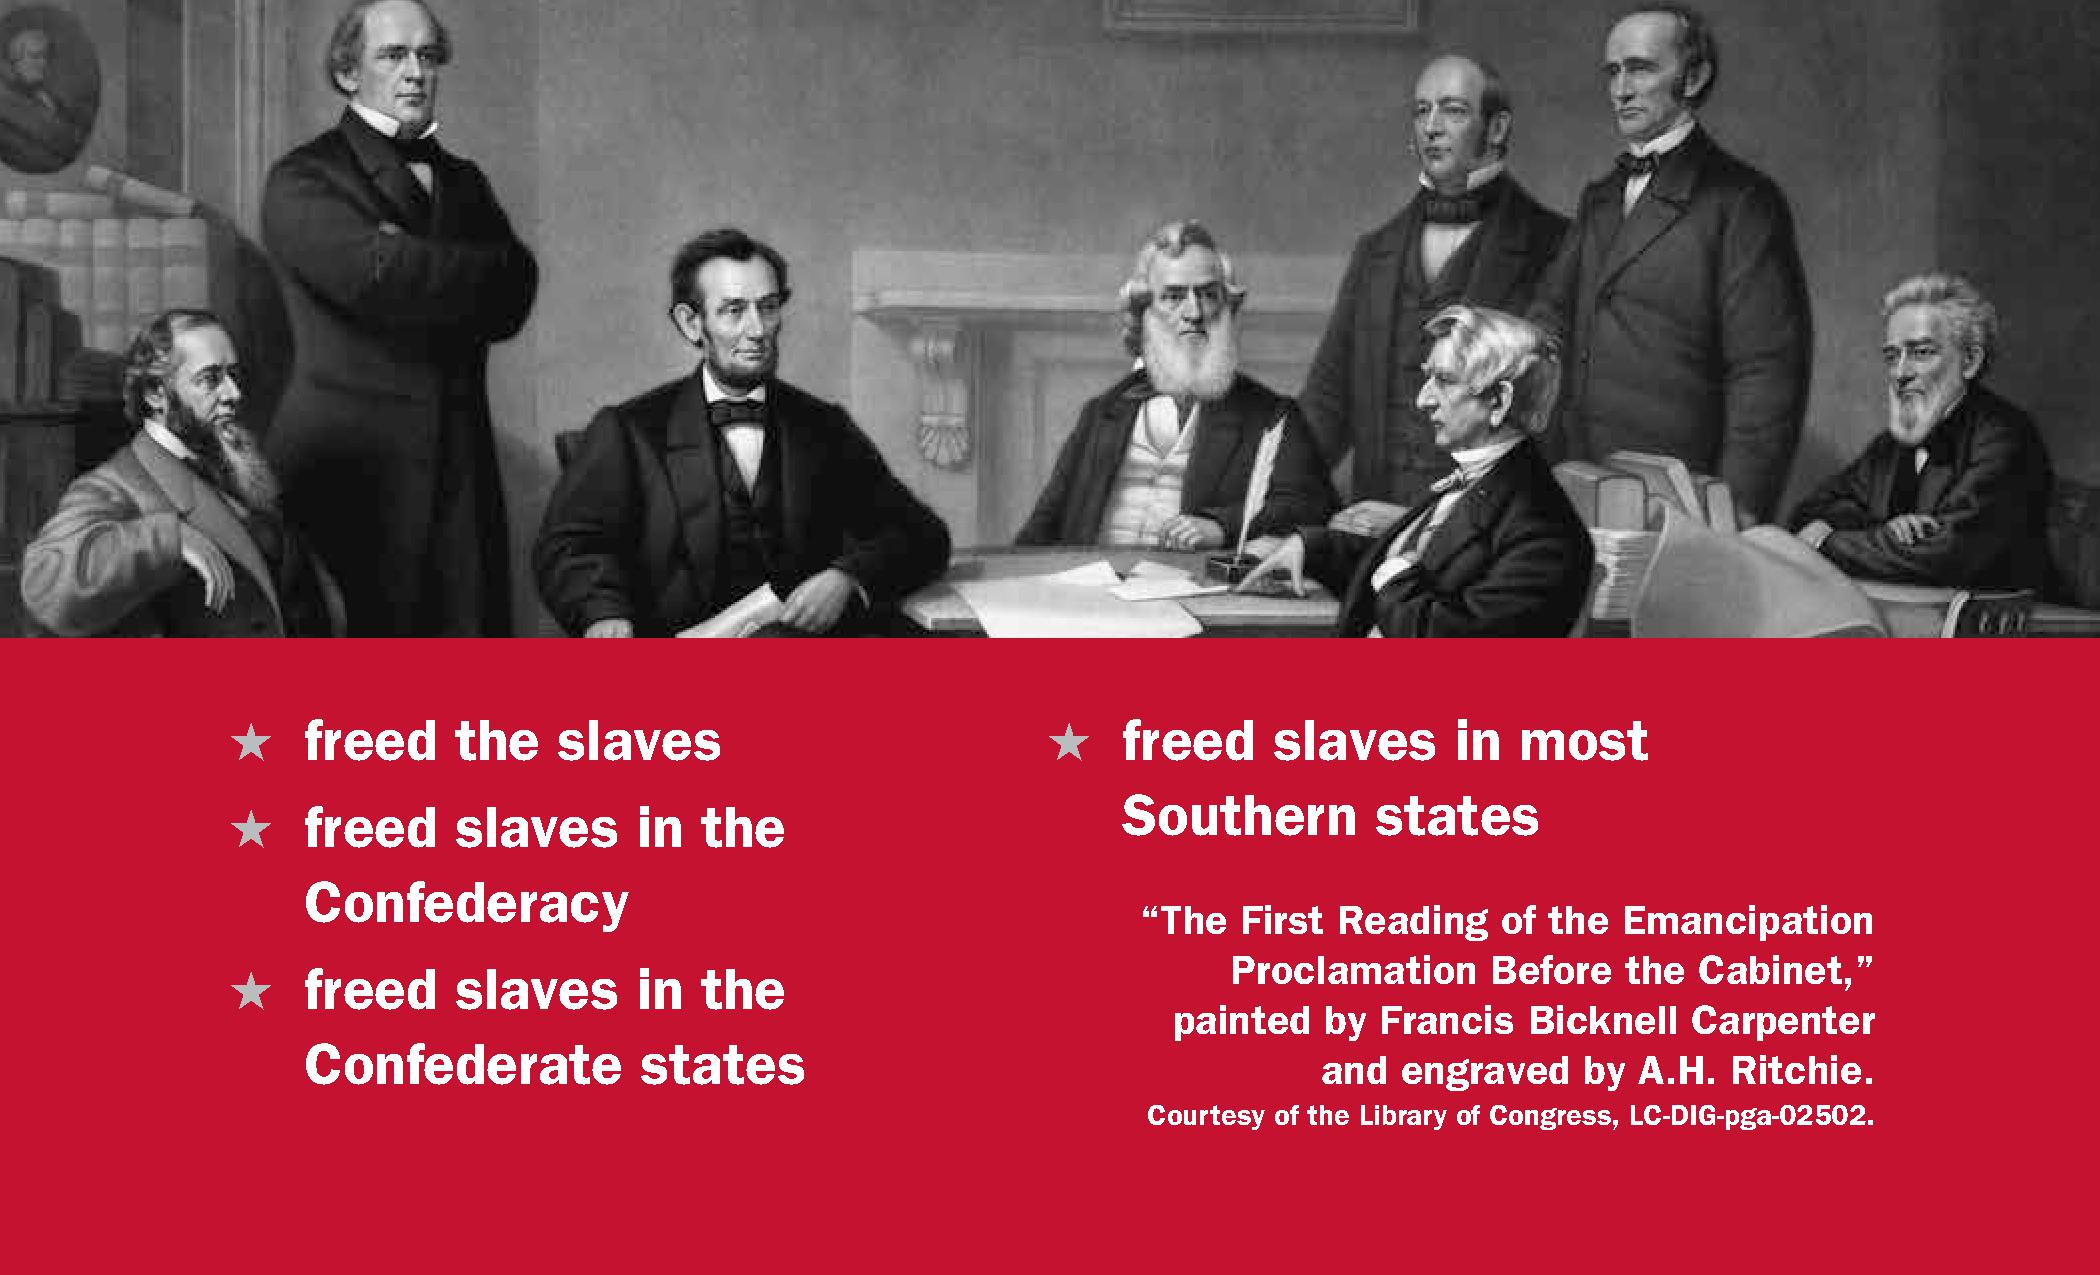 ★ freed the slaves
★ freed slaves in the
Confederacy
★ freed slaves in the
Confederate states
★ freed slaves in most
Southern states
“The First Reading of the Emancipation
Proclamation Before the Cabinet,”
painted by Francis Bicknell Carpenter
and engraved by A.H. Ritchie.
Courtesy of the Library of Congress, LC-DIG-pga-02502.